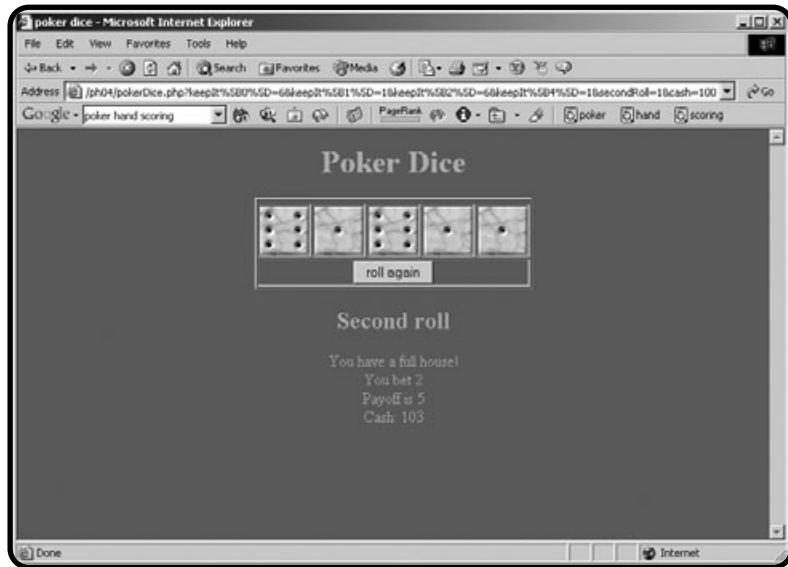 poker dice - Microsoft Internet Explorer
File Edit View Favorites Tools Help
Back Search Favorites Media
Address /ph04/pokerDice.php?keepIt%5B0%5D=6&keepIt%5B1%5D=1&keepIt%5B2%5D=6&keepIt%5B4%5D=1&secondRoll=1&cash=100 Go
Google poker hand scoring PageRank poker hand scoring
Poker Dice
roll again
Second roll
You have a full house!
You bet 2
Payoff is 5
Cash: 103
Done Internet